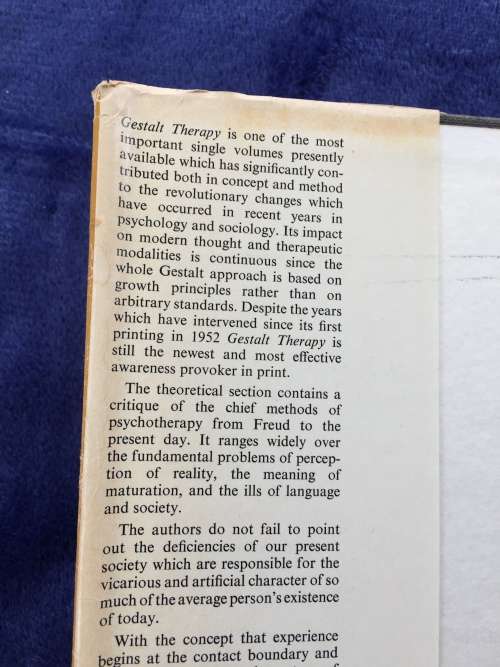 Gestalt Therapy is one of the most
important single volumes presently
available which has significantly con-
tributed both in concept and method
to the revolutionary changes which
have occurred in recent years in
psychology and sociology. Its impact
on modern thought and therapeutic
modalities is continuous since the
whole Gestalt approach is based on
growth principles rather than on
arbitrary standards. Despite the years
which have intervened since its first
printing in 1952 Gestalt Therapy is
still the newest and most effective
awareness provoker in print.
The theoretical section contains a
critique of the chief methods of
psychotherapy from Freud to the
present day. It ranges widely over
the fundamental problems of percep-
tion of reality, the meaning of
maturation, and the ills of language
and society.
The authors do not fail to point
out the deficiencies of our present
society which are responsible for the
vicarious and artificial character of so
much of the average person's existence
of today.
With the concept that experience
begins at the contact boundary and